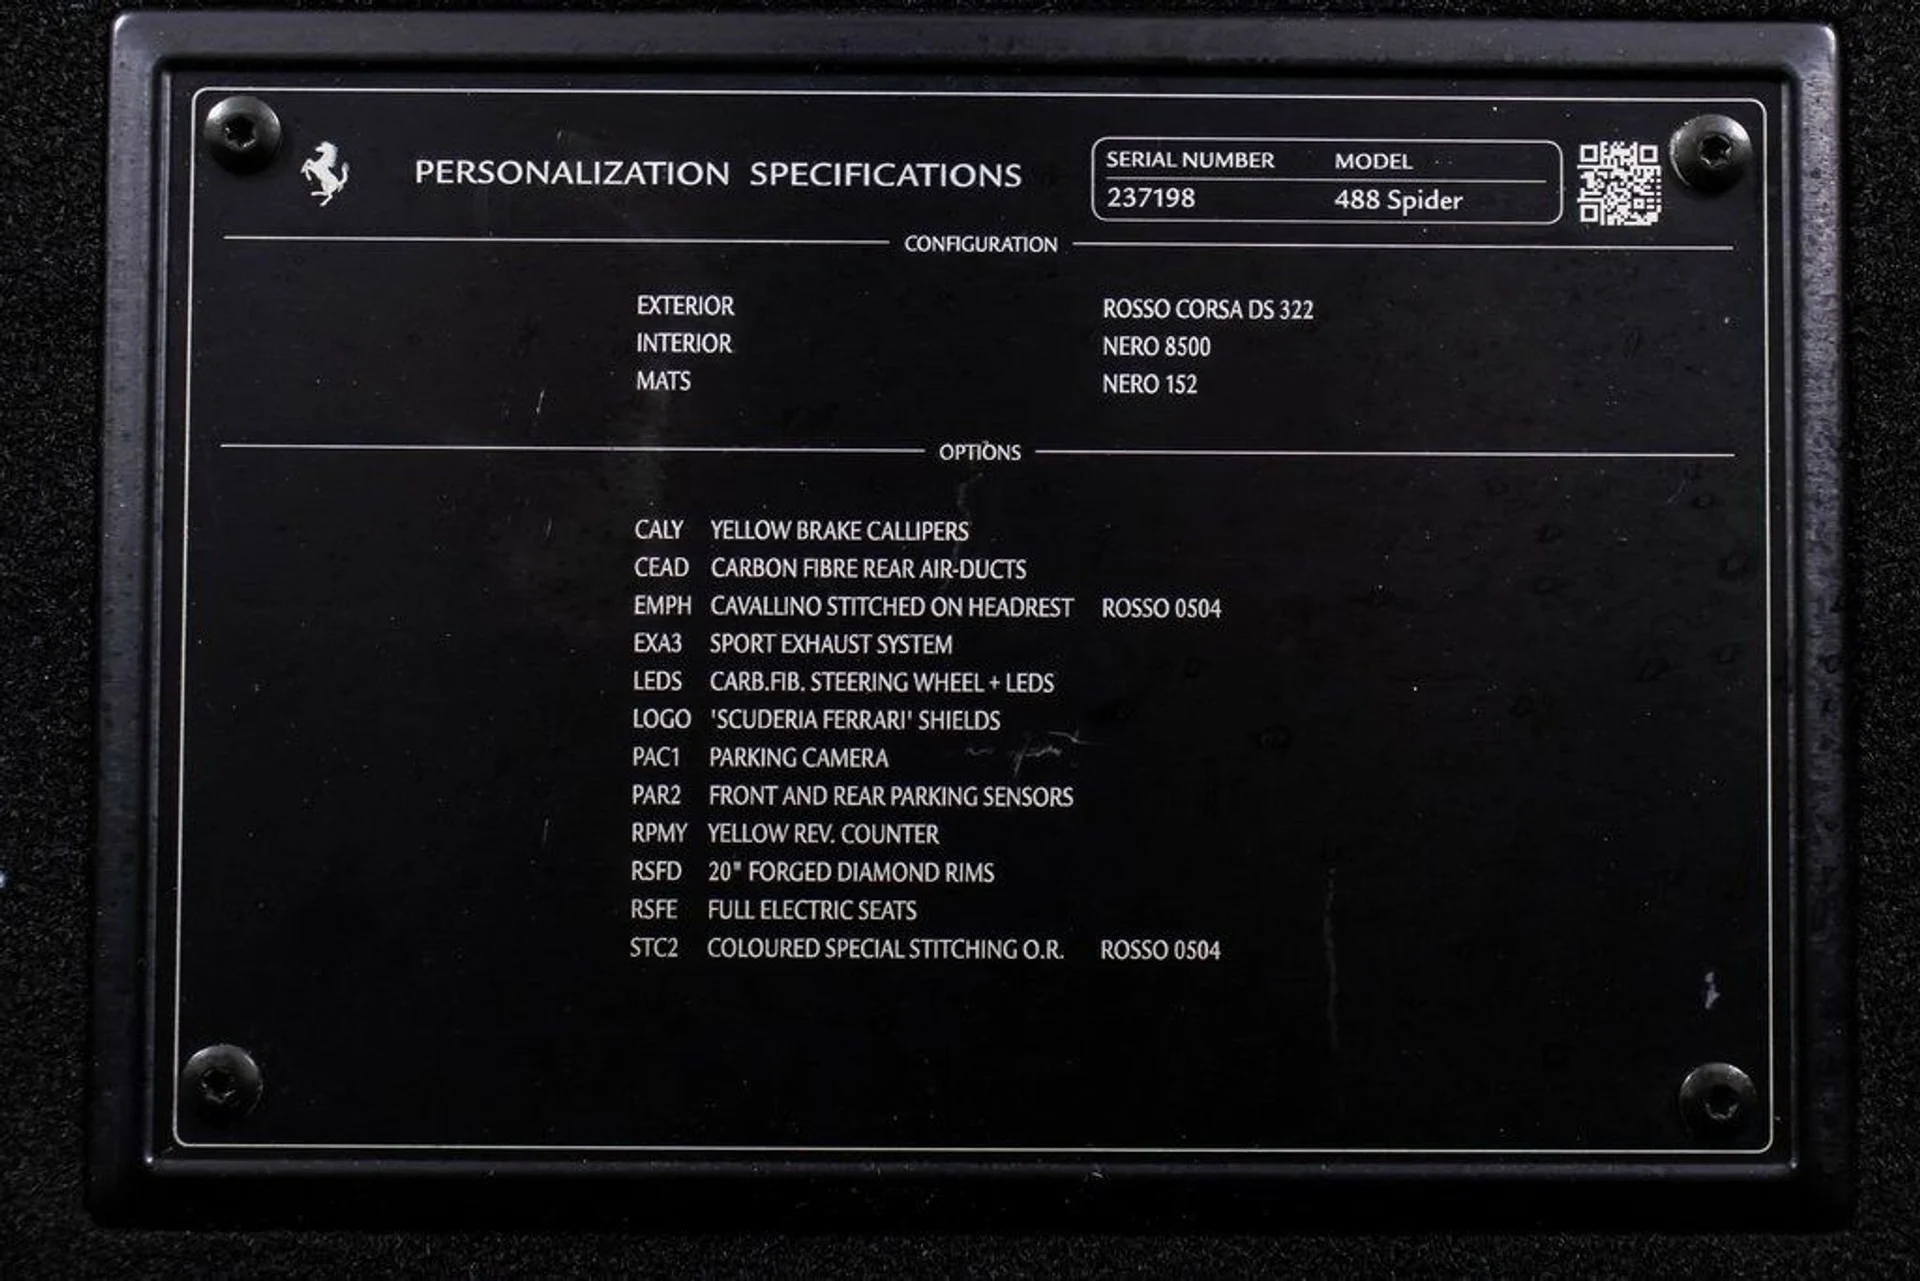 PERSONALIZATION SPECIFICATIONS
SERIAL NUMBER MODEL
237198 488 Spider
CONFIGURATION
EXTERIOR ROSSO CORSA DS 322
INTERIOR NERO 8500
MATS NERO 152
OPTIONS
CALY YELLOW BRAKE CALLIPERS
CEAD CARBON FIBRE REAR AIR-DUCTS
EMPH CAVALLINO STITCHED ON HEADREST ROSSO 0504
EXA3 SPORT EXHAUST SYSTEM
LEDS CARB.FIB. STEERING WHEEL + LEDS
LOGO 'SCUDERIA FERRARI' SHIELDS
PAC1 PARKING CAMERA
PAR2 FRONT AND REAR PARKING SENSORS
RPMY YELLOW REV. COUNTER
RSFD 20" FORGED DIAMOND RIMS
RSFE FULL ELECTRIC SEATS
STC2 COLOURED SPECIAL STITCHING O.R. ROSSO 0504